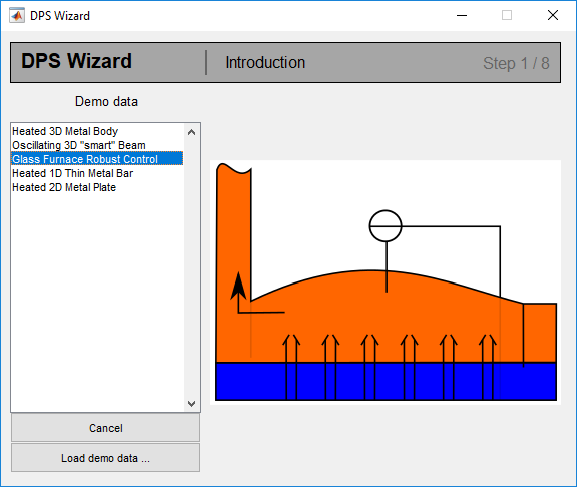 DPS Wizard
DPS Wizard
Introduction
Step 1 / 8
Demo data
Heated 3D Metal Body
Oscillating 3D "smart" Beam
Glass Furnace Robust Control
Heated 1D Thin Metal Bar
Heated 2D Metal Plate
Cancel
Load demo data ...